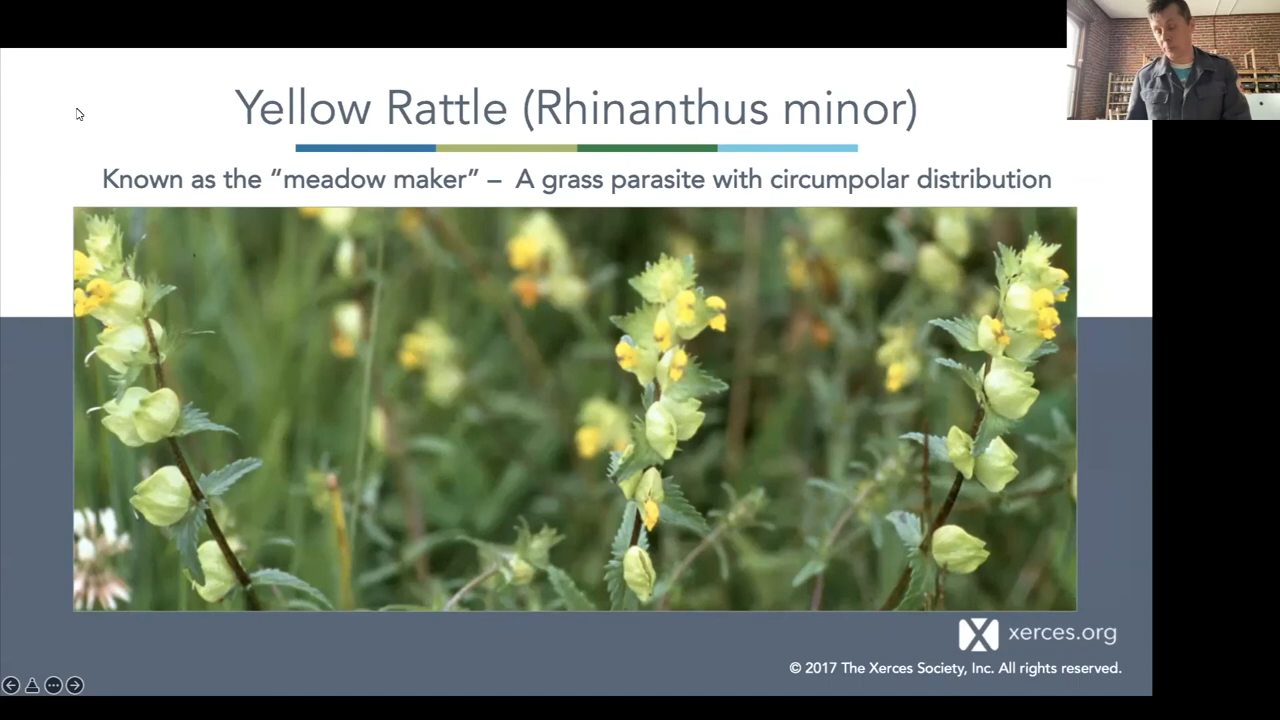 Yellow Rattle (Rhinanthus minor)
Known as the “meadow maker” – A grass parasite with circumpolar distribution
xerces.org
© 2017 The Xerces Society, Inc. All rights reserved.